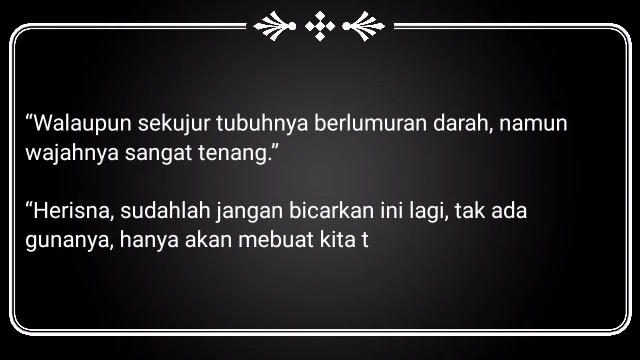 “Walaupun sekujur tubuhnya berlumuran darah, namun
wajahnya sangat tenang.”
“Herisna, sudahlah jangan bicarkan ini lagi, tak ada
gunanya, hanya akan mebuat kita t